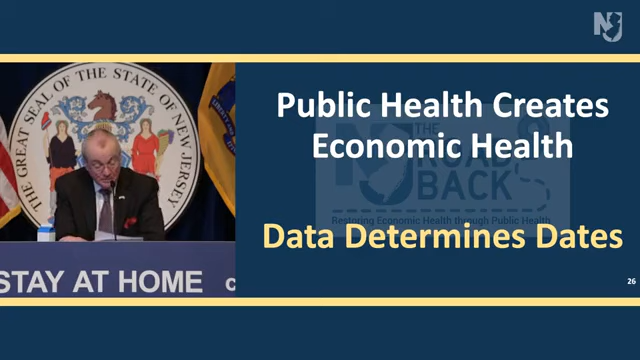 NJ
THE GREAT SEAL OF THE STATE OF NEW JERSEY
STAY AT HOME
Public Health Creates
Economic Health
THE
ROAD
BACK
Restoring Economic Health through Public Health
Data Determines Dates
26